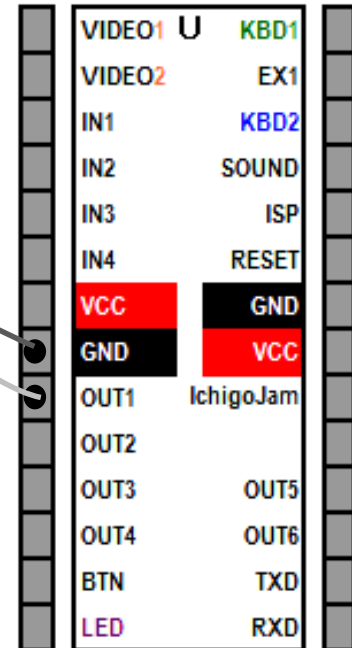 VIDEO1 U KBD1
VIDEO2 EX1
IN1 KBD2
IN2 SOUND
IN3 ISP
IN4 RESET
VCC GND
GND VCC
OUT1 IchigoJam
OUT2
OUT3 OUT5
OUT4 OUT6
BTN TXD
LED RXD